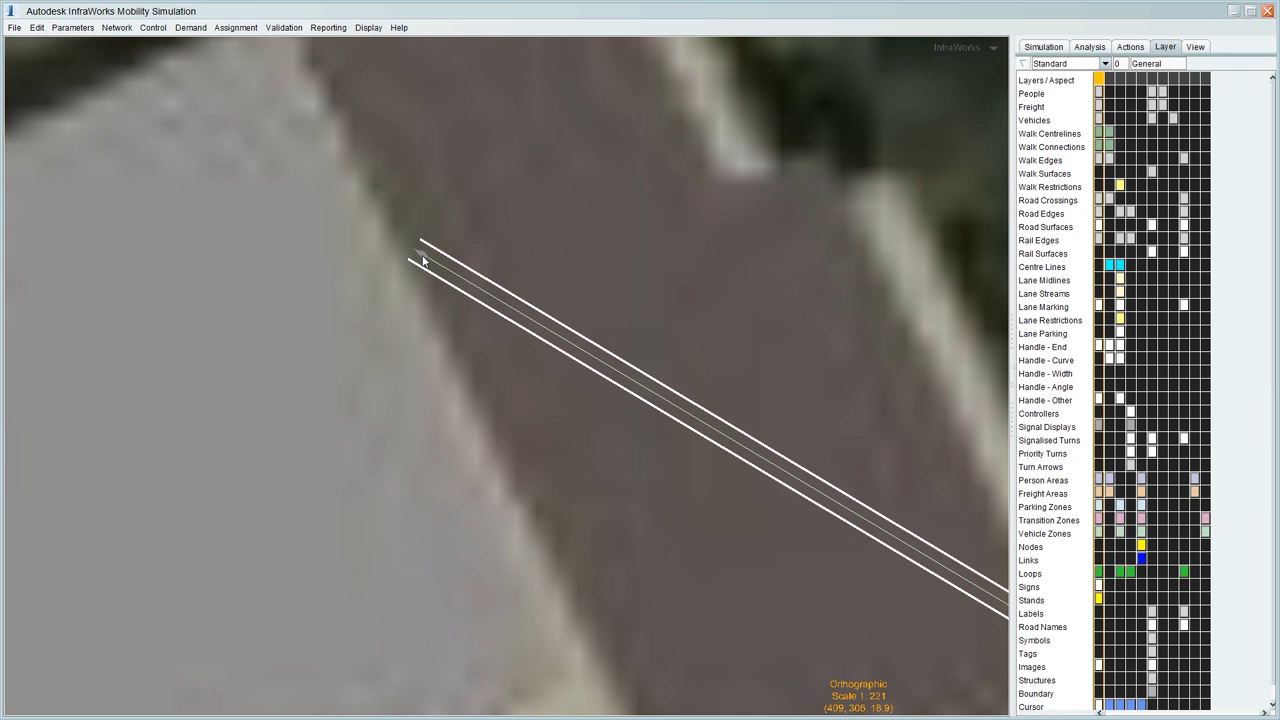 Autodesk InfraWorks Mobility Simulation
File Edit Parameters Network Control Demand Assignment Validation Reporting Display Help
InfraWorks
Simulation Analysis Actions Layer View
Standard 0 General
Layers / Aspect
People
Freight
Vehicles
Walk Centrelines
Walk Connections
Walk Edges
Walk Surfaces
Walk Restrictions
Road Crossings
Road Edges
Road Surfaces
Rail Edges
Rail Surfaces
Centre Lines
Lane Midlines
Lane Streams
Lane Marking
Lane Restrictions
Lane Parking
Handle - End
Handle - Curve
Handle - Width
Handle - Angle
Handle - Other
Controllers
Signal Displays
Signalised Turns
Priority Turns
Turn Arrows
Person Areas
Freight Areas
Parking Zones
Transition Zones
Vehicle Zones
Nodes
Links
Loops
Signs
Stands
Labels
Road Names
Symbols
Tags
Images
Structures
Boundary
Cursor
Orthographic
Scale 1: 221
(409, 306, 18.9)